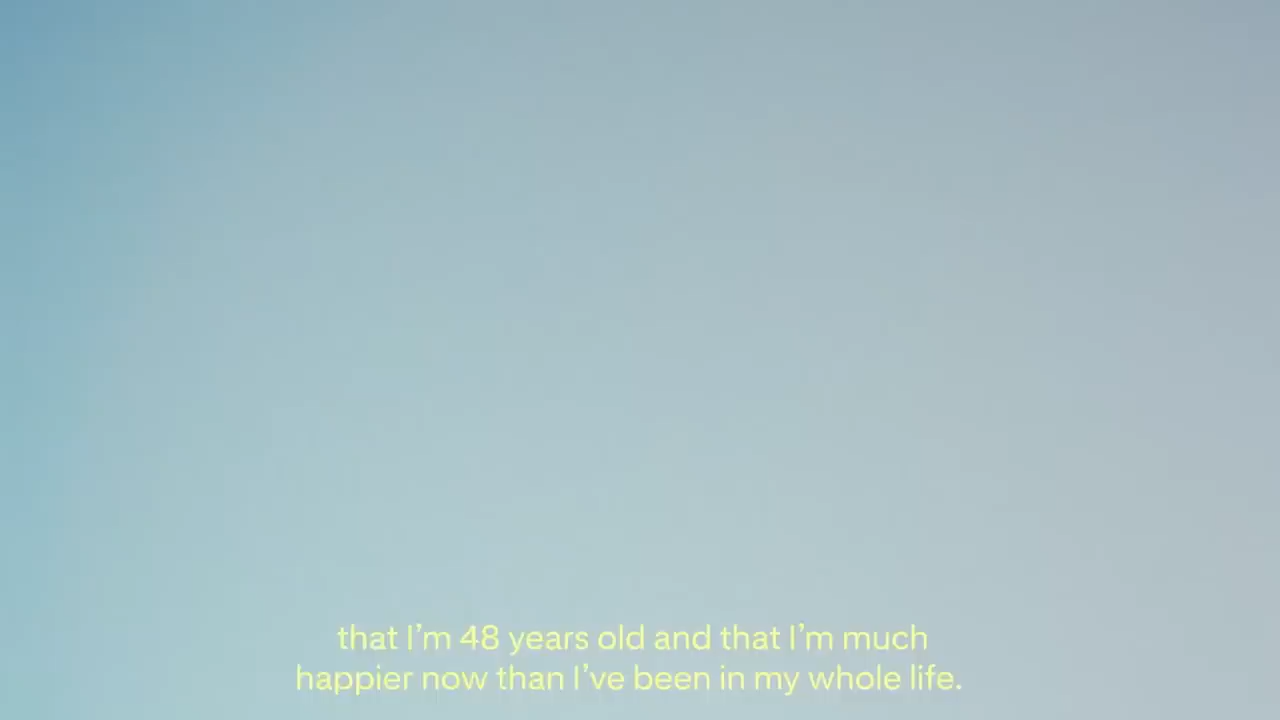 that I’m 48 years old and that I’m much
happier now than I’ve been in my whole life.